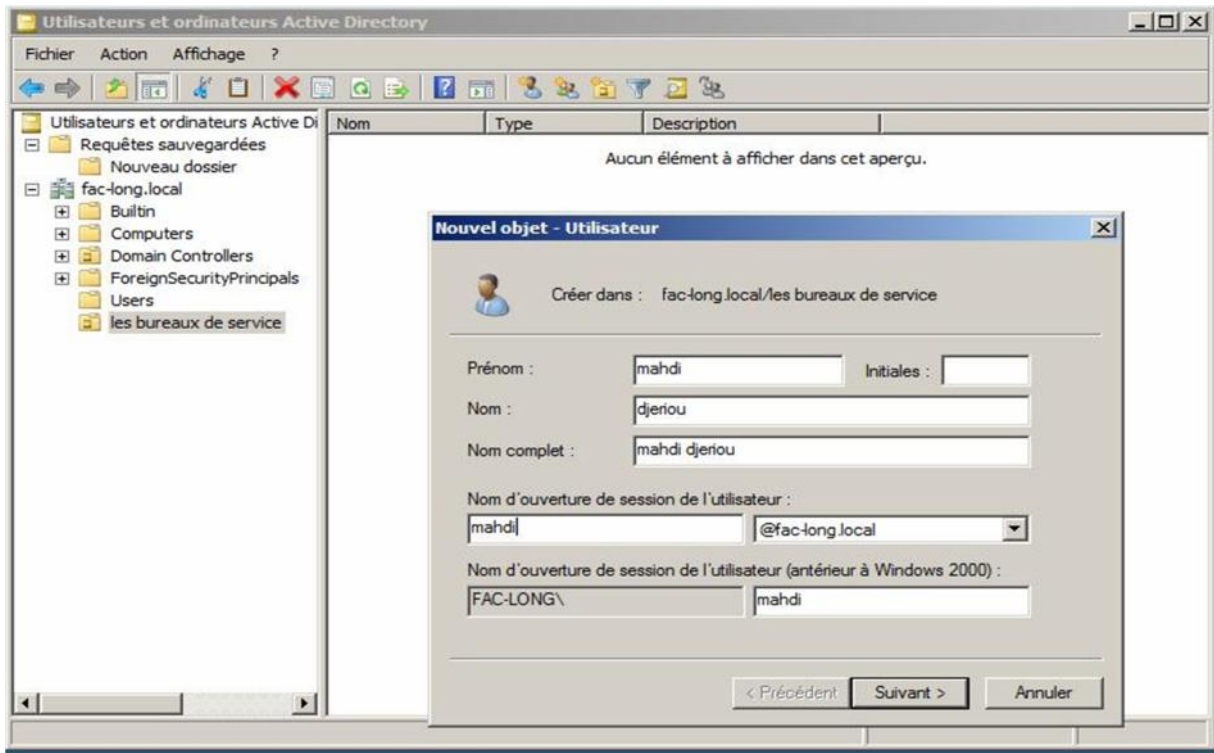 Utilisateurs et ordinateurs Active Directory
Fichier Action Affichage ?
Utilisateurs et ordinateurs Active Di
Requêtes sauvegardées
Nouveau dossier
fac-long.local
Builtin
Computers
Domain Controllers
ForeignSecurityPrincipals
Users
les bureaux de service
Nom Type Description
Aucun élément à afficher dans cet aperçu.
Nouvel objet - Utilisateur
Créer dans : fac-long.local/les bureaux de service
Prénom : mahdi Initiales :
Nom : djeriou
Nom complet : mahdi djeriou
Nom d'ouverture de session de l'utilisateur :
mahdi @fac-long.local
Nom d'ouverture de session de l'utilisateur (antérieur à Windows 2000) :
FAC-LONG\ mahdi
< Précédent Suivant > Annuler